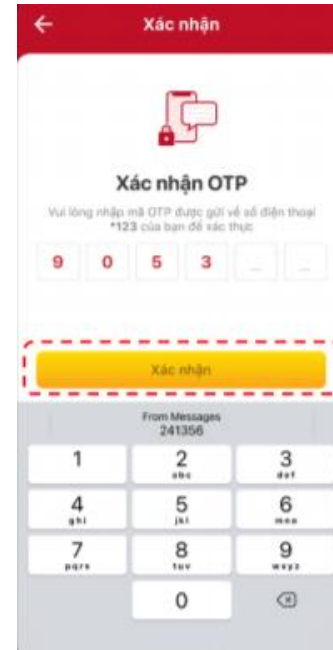 Xác nhận
Xác nhận OTP
Vui lòng nhập mã OTP được gửi về số điện thoại
*123 của bạn để xác thực
9 0 5 3 _ _
Xác nhận
From Messages
241356
1 2 3
abc def
4 5 6
ghi jkl mno
7 8 9
pqrs tuv wxyz
0